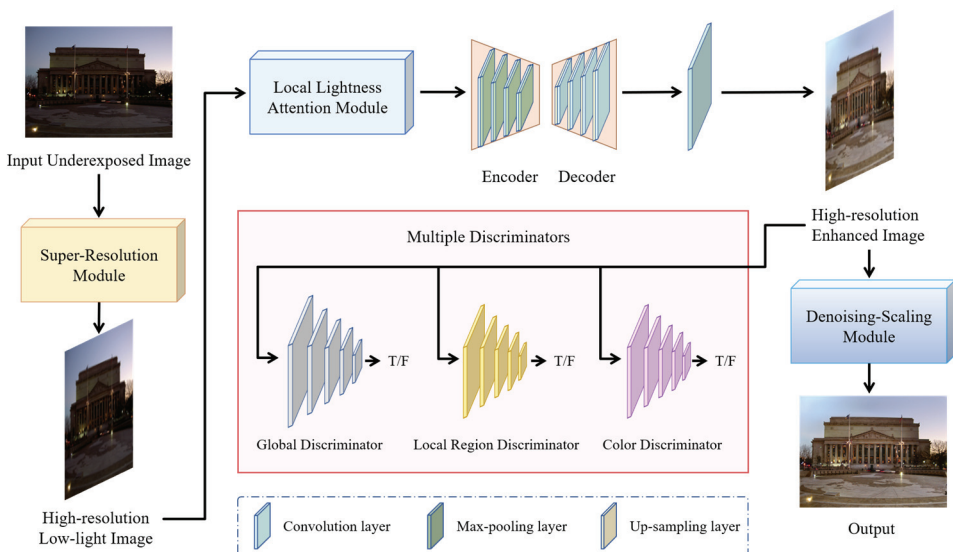 Input Underexposed Image
Super-Resolution
Module
High-resolution
Low-light Image
Local Lightness
Attention Module
Encoder
Decoder
High-resolution
Enhanced Image
Multiple Discriminators
T/F
T/F
T/F
Global Discriminator
Local Region Discriminator
Color Discriminator
Denoising-Scaling
Module
Output
Convolution layer
Max-pooling layer
Up-sampling layer